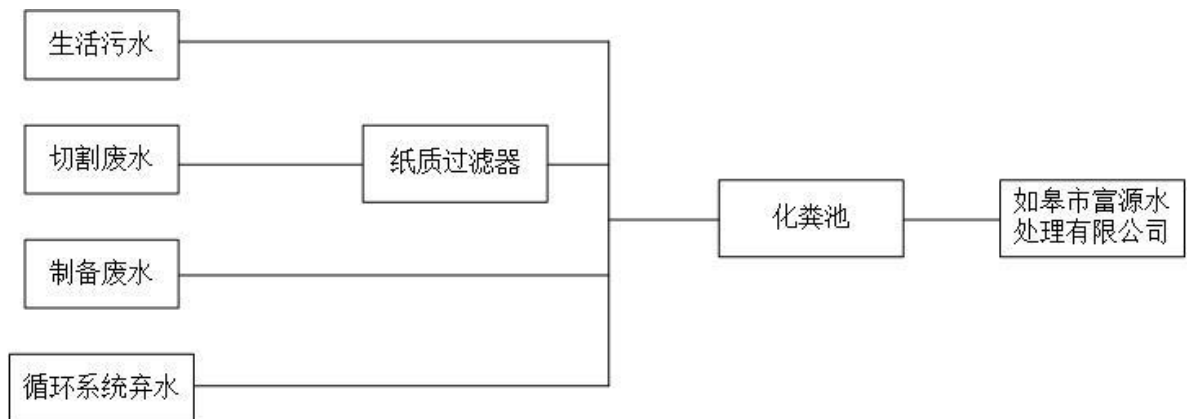 生活污水
切割废水
纸质过滤器
制备废水
循环系统弃水
化粪池
如皋市富源水
处理有限公司